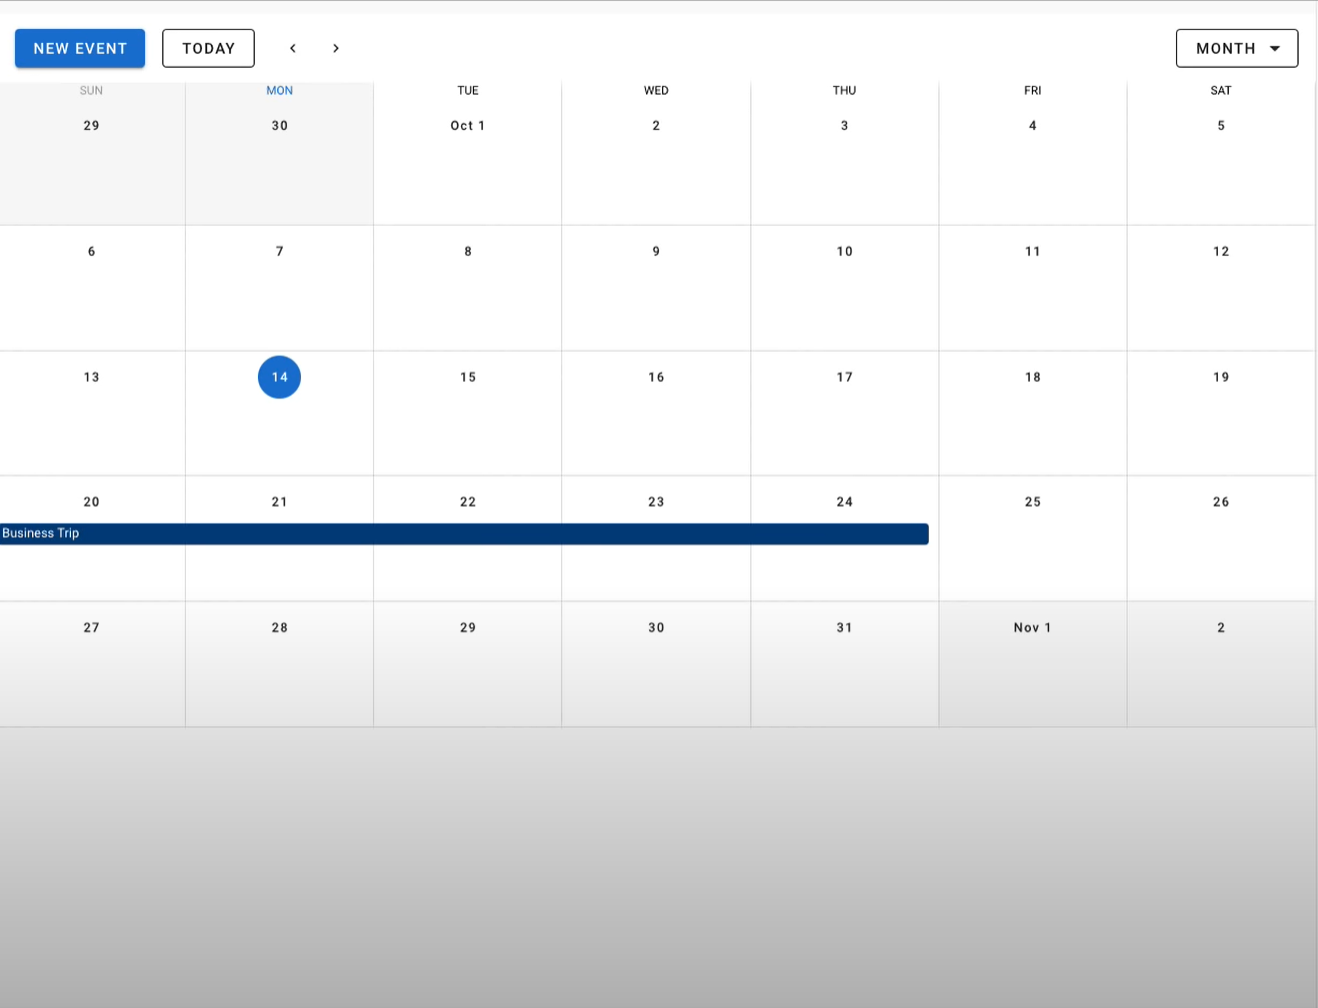 NEW EVENT TODAY < > MONTH
SUN MON TUE WED THU FRI SAT
29 30 Oct 1 2 3 4 5
6 7 8 9 10 11 12
13 14 15 16 17 18 19
20 21 22 23 24 25 26
Business Trip
27 28 29 30 31 Nov 1 2